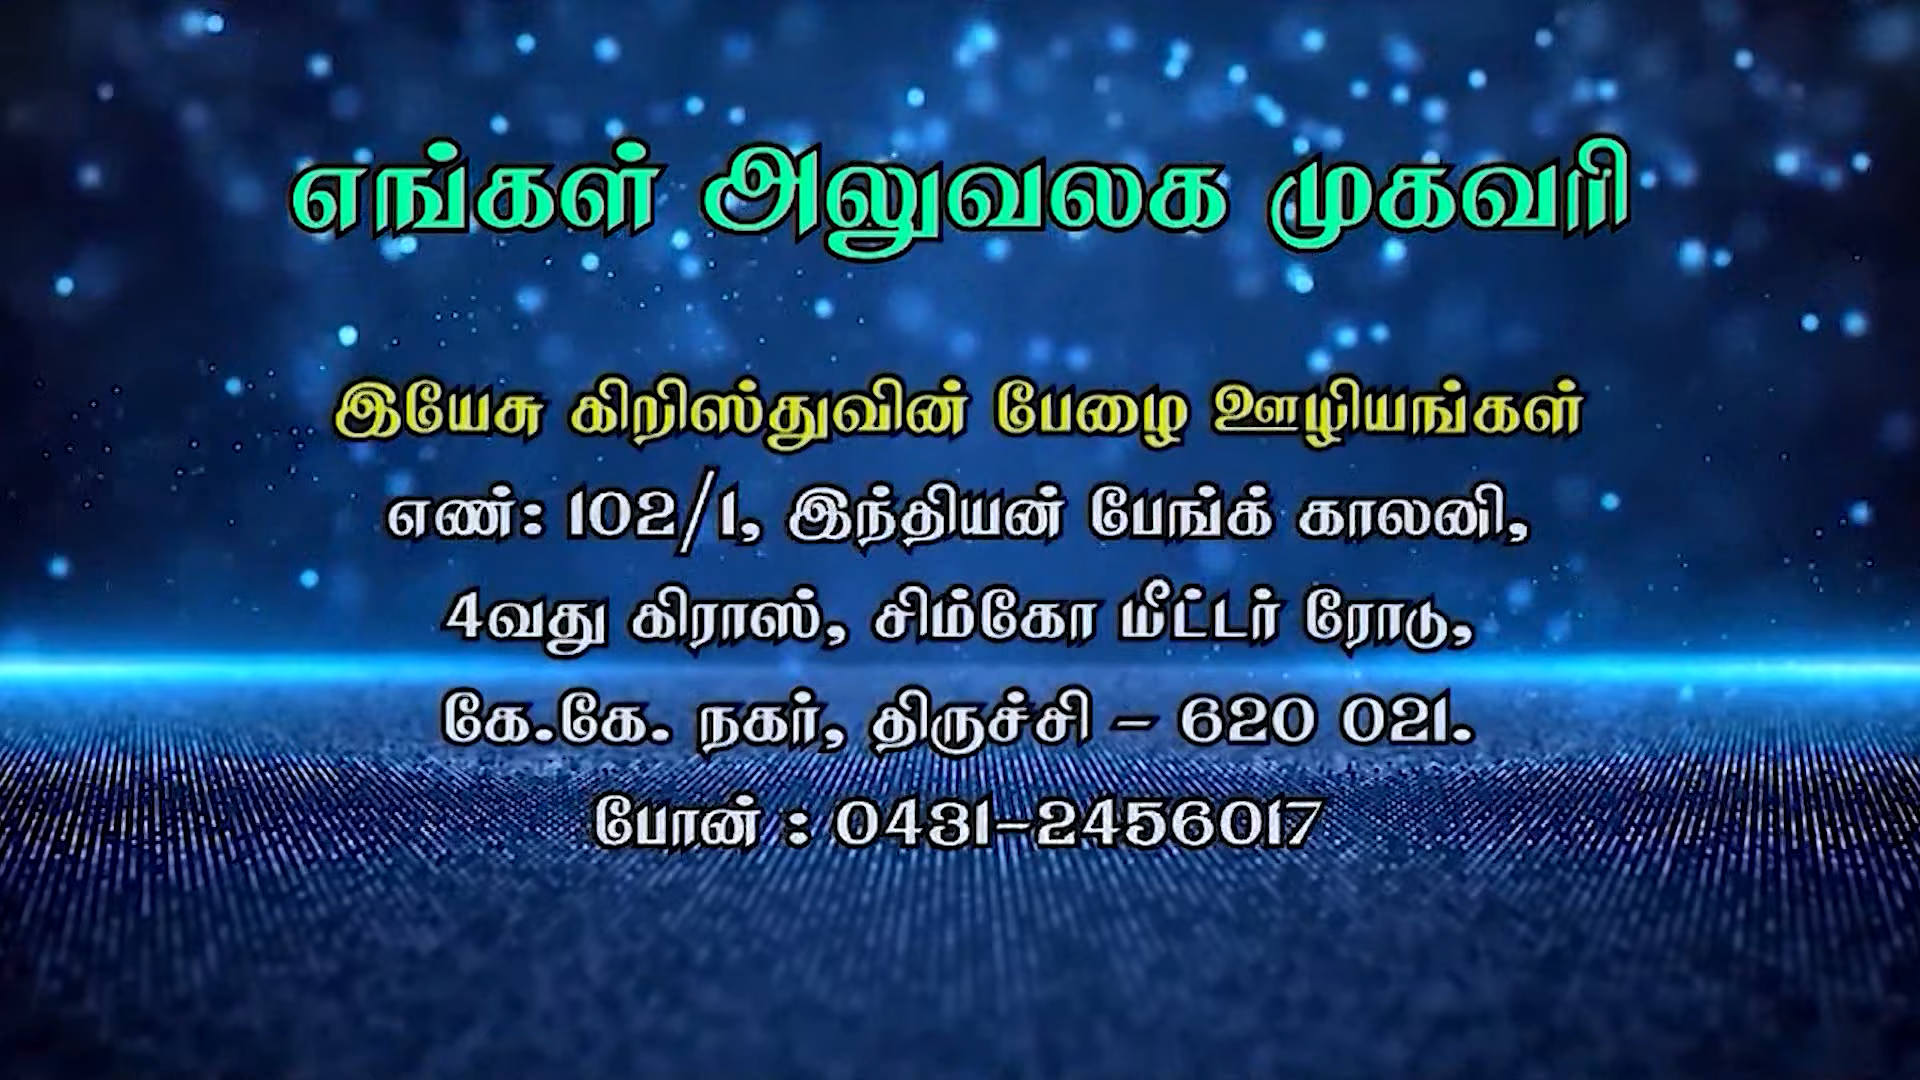 எங்கள் அலுவலக முகவரி
இயேசு கிறிஸ்துவின் பேழை ஊழியங்கள்
எண்: 102/1, இந்தியன் பேங்க் காலனி,
4வது கிராஸ், சிம்கோ மீட்டர் ரோடு,
கே.கே. நகர், திருச்சி - 620 021.
போன் : 0431-2456017